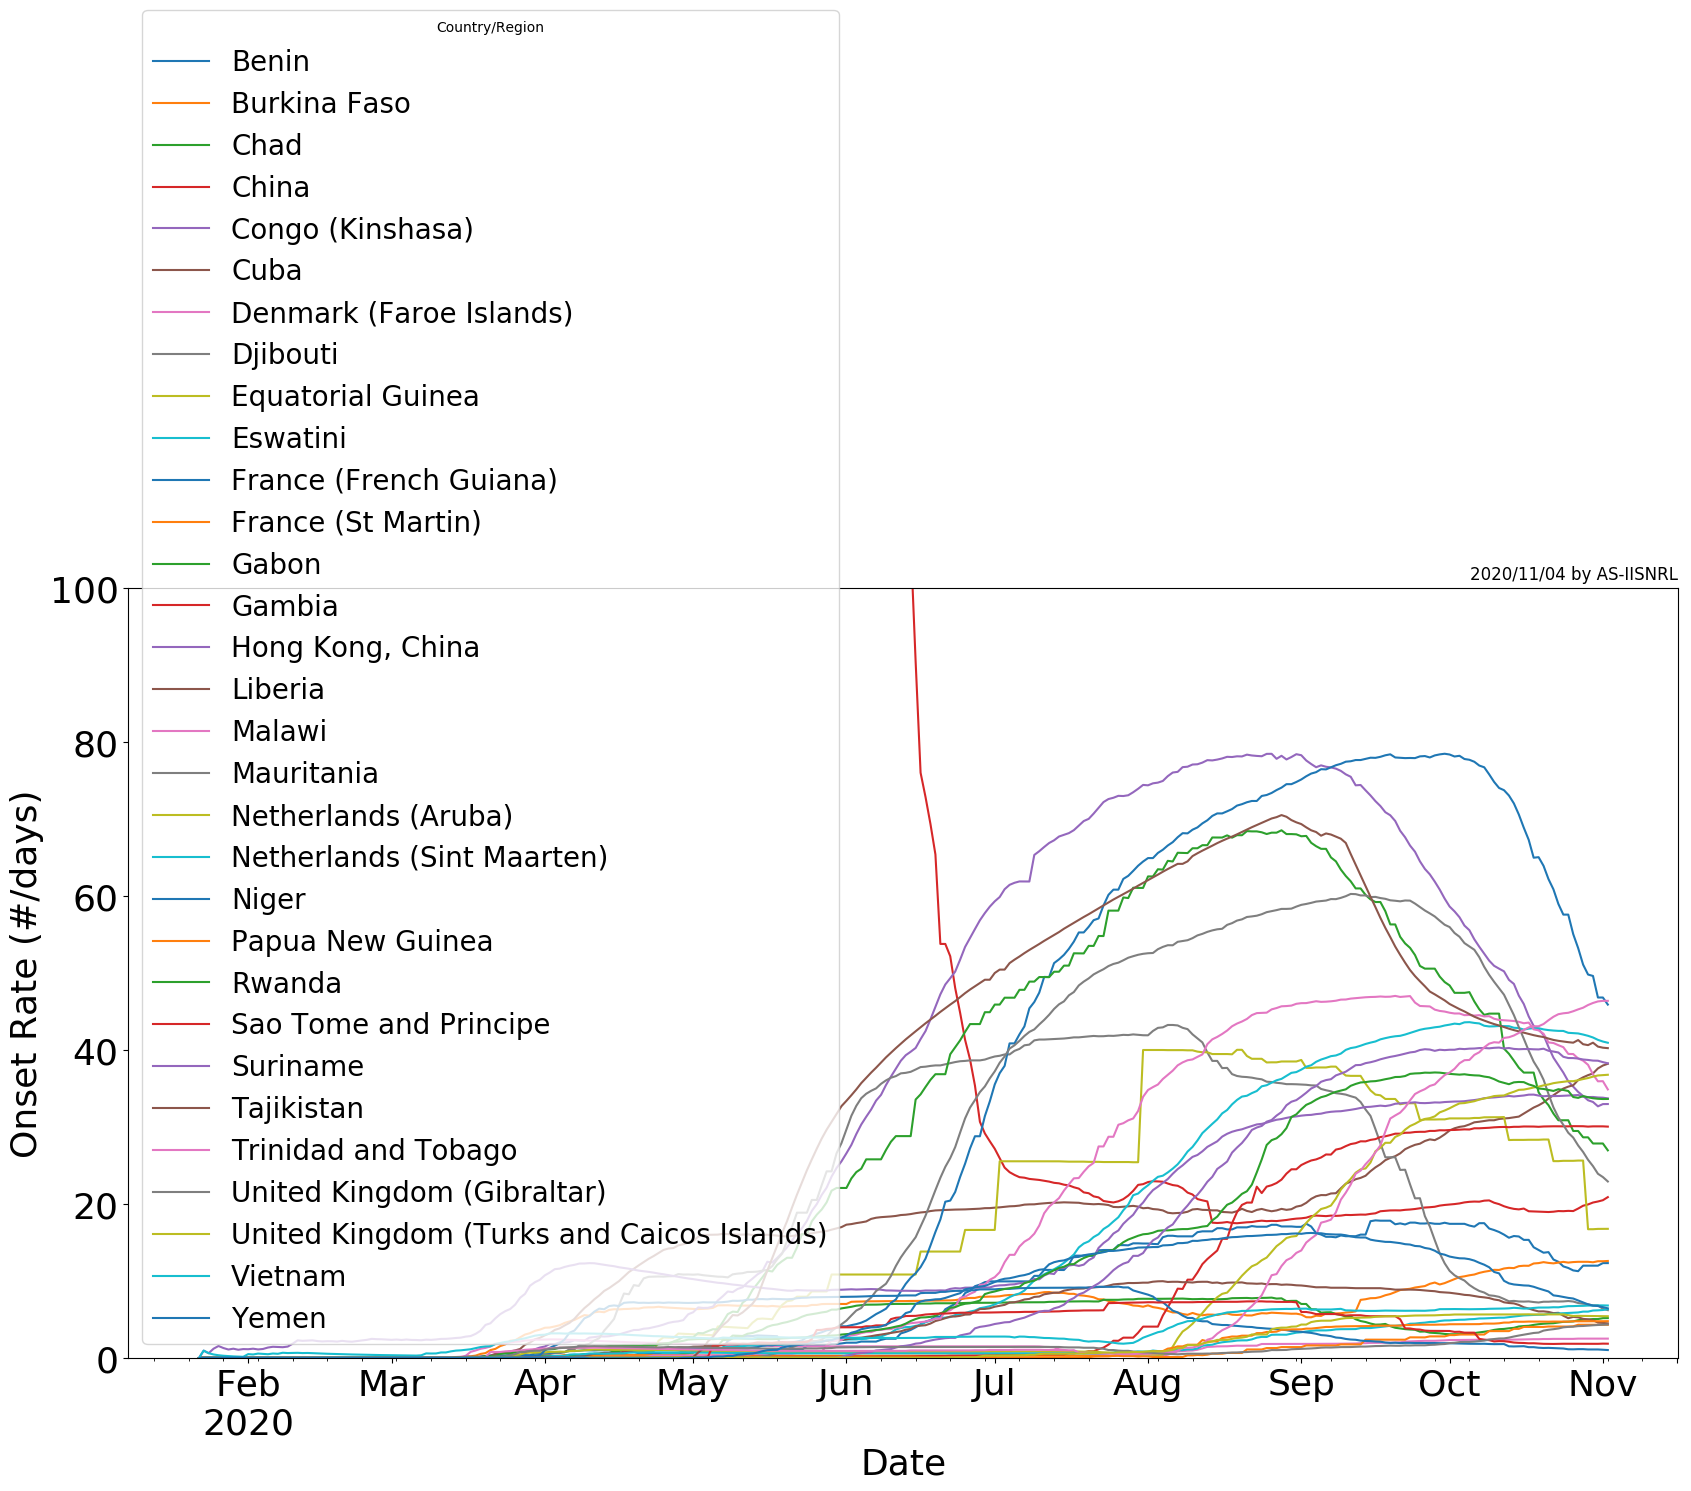 Country/Region
Benin
Burkina Faso
Chad
China
Congo (Kinshasa)
Cuba
Denmark (Faroe Islands)
Djibouti
Equatorial Guinea
Eswatini
France (French Guiana)
France (St Martin)
Gabon
Gambia
Hong Kong, China
Liberia
Malawi
Mauritania
Netherlands (Aruba)
Netherlands (Sint Maarten)
Niger
Papua New Guinea
Rwanda
Sao Tome and Principe
Suriname
Tajikistan
Trinidad and Tobago
United Kingdom (Gibraltar)
United Kingdom (Turks and Caicos Islands)
Vietnam
Yemen
2020/11/04 by AS-IISNRL
Onset Rate (#/days)
100
80
60
40
20
0
Feb Mar Apr May Jun Jul Aug Sep Oct Nov
2020
Date